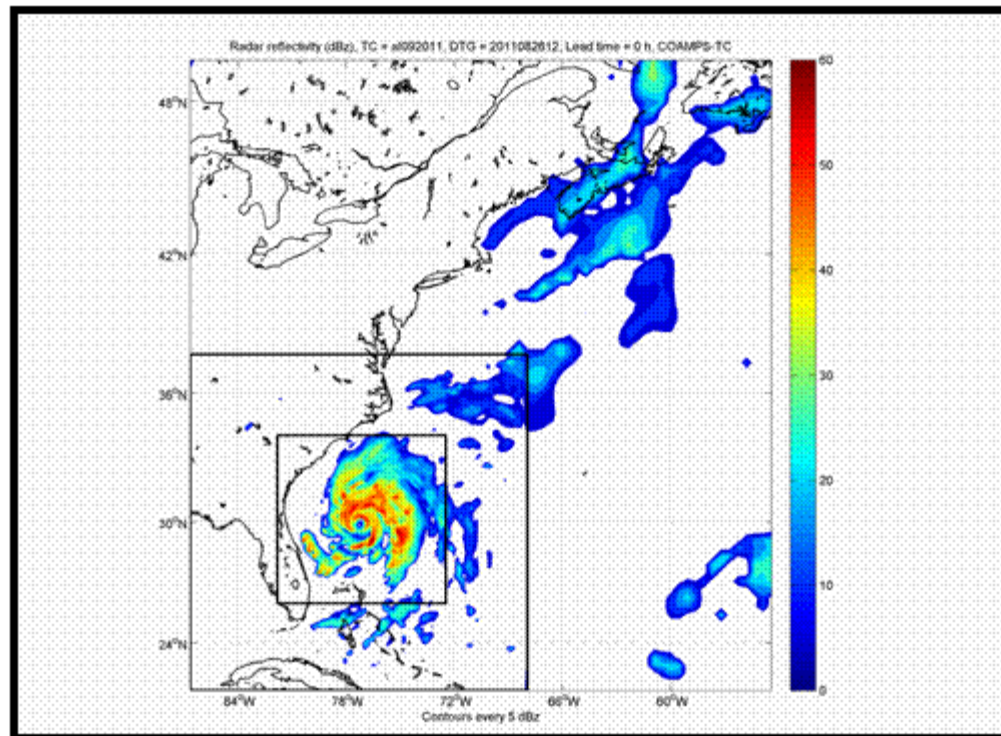 Radar reflectivity (dBz), TC = al092011, DTG = 2011082612, Lead time = 0 h, COAMPS-TC
60
48°N
50
42°N
40
36°N
30
20
30°N
10
24°N
0
84°W 78°W 72°W 66°W 60°W
Contours every 5 dBz